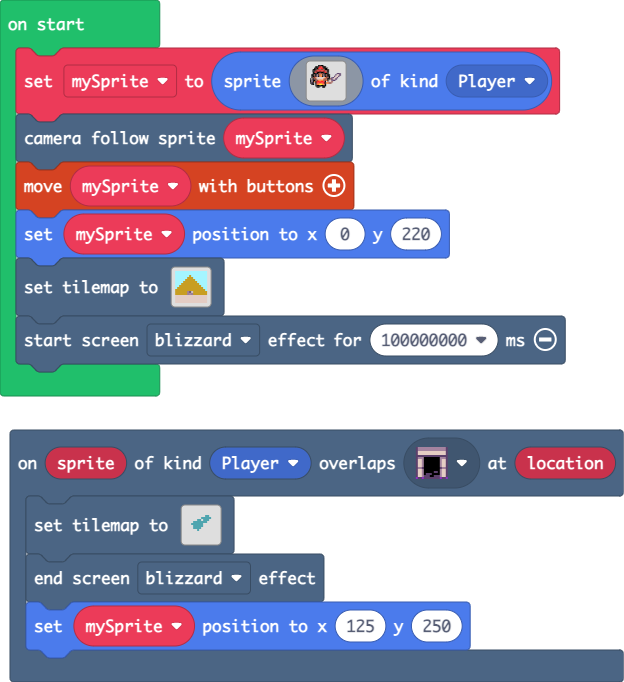 on start
set mySprite to sprite of kind Player
camera follow sprite mySprite
move mySprite with buttons
set mySprite position to x 0 y 220
set tilemap to
start screen blizzard effect for 100000000 ms
on sprite of kind Player overlaps at location
set tilemap to
end screen blizzard effect
set mySprite position to x 125 y 250